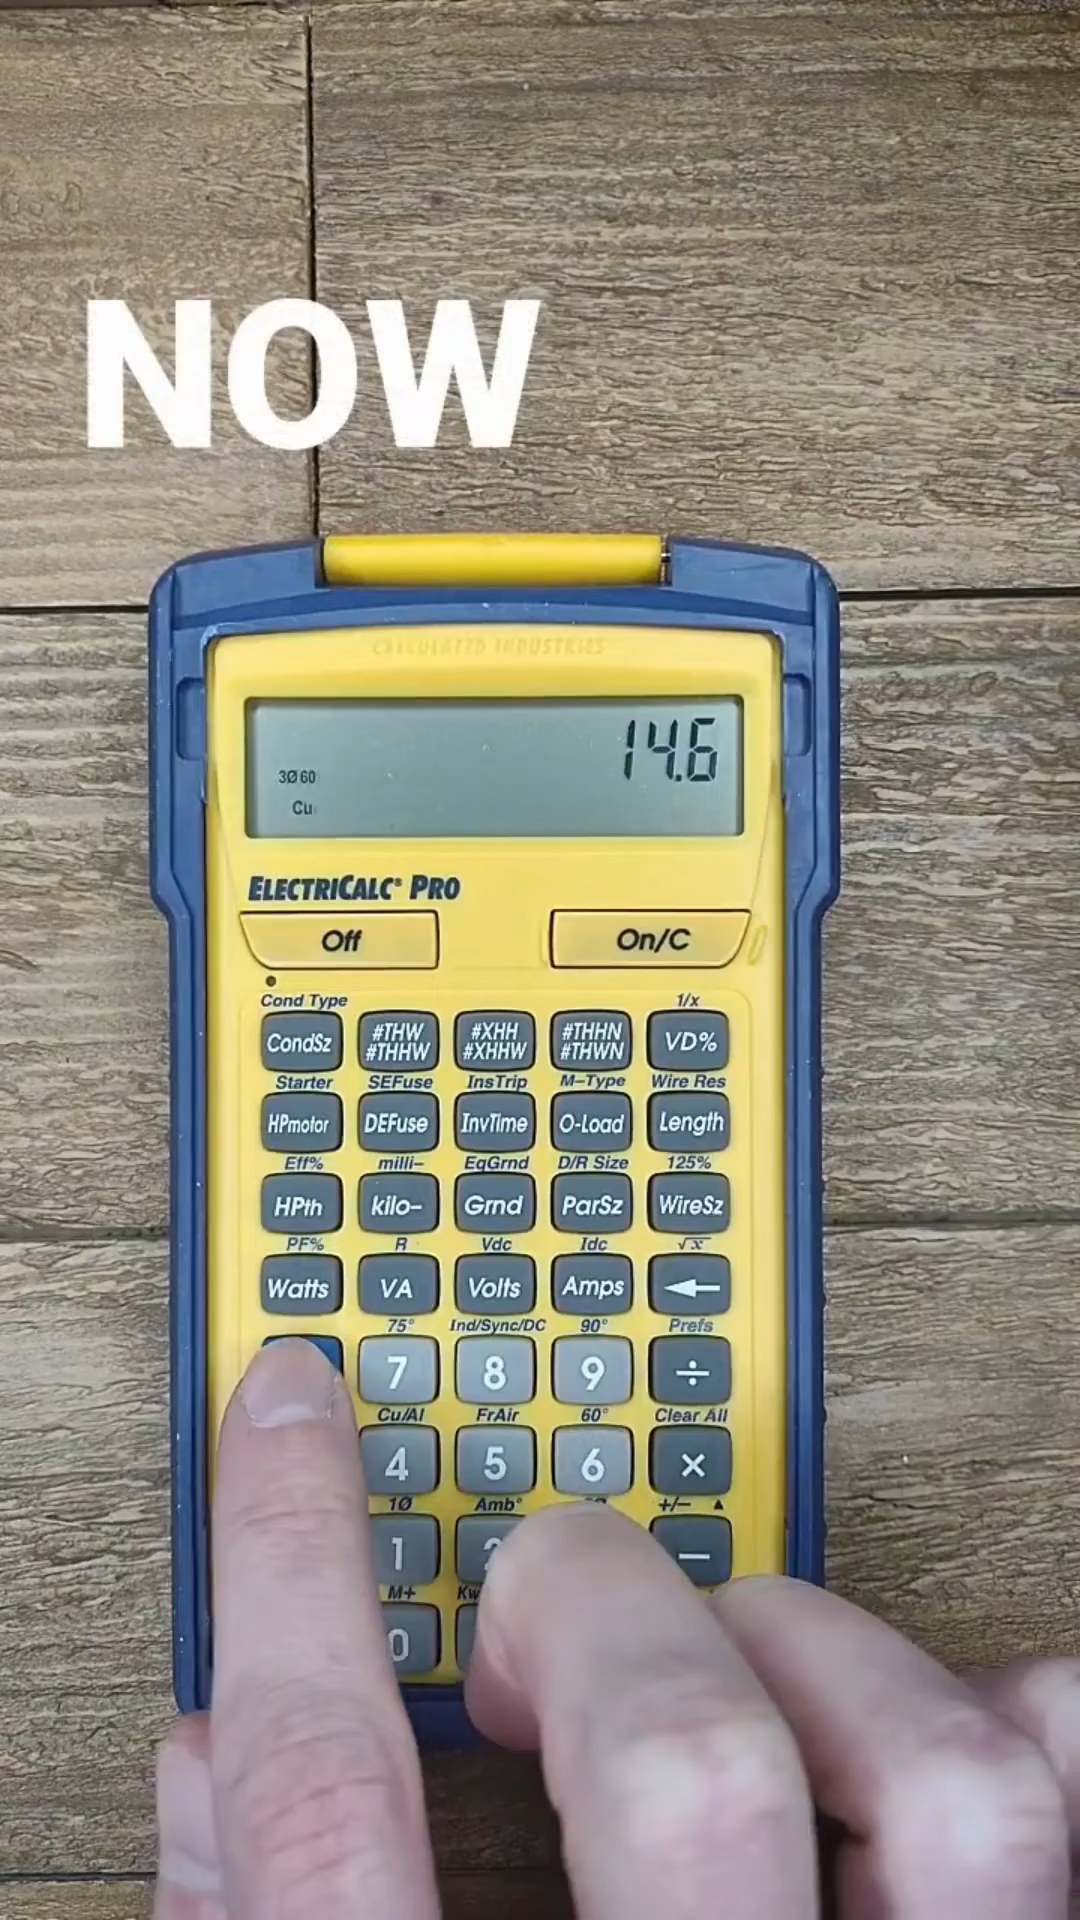 NOW
CALCULATED INDUSTRIES
14.6
3Ø 60
Cu
ELECTRICALC® PRO
Off On/C
Cond Type 1/x
CondSz #THW #THHW #XHH #XHHW #THHN #THWN VD%
Starter SEFuse InsTrip M-Type Wire Res
HPmotor DEFuse InvTime O-Load Length
Eff% milli- EqGrnd D/R Size 125%
HPth kilo- Grnd ParSz WireSz
PF% R Vdc Idc √x
Watts VA Volts Amps
75° Ind/Sync/DC 90° Prefs
7 8 9 ÷
Cu/Al FrAir 60° Clear All
4 5 6 ×
1Ø Amb° +/− ▲
1 2 −
M+
0